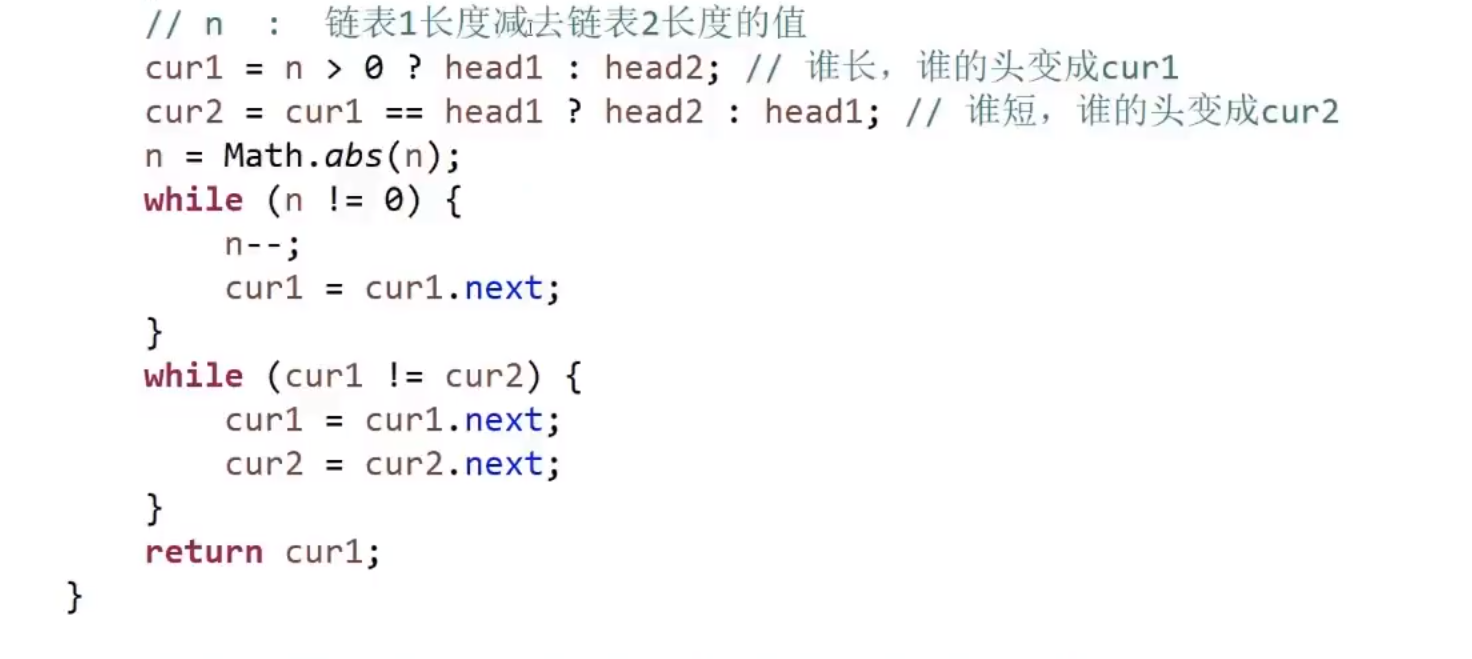 // n  :  链表1长度减去链表2长度的值
cur1 = n > 0 ? head1 : head2; // 谁长，谁的头变成cur1
cur2 = cur1 == head1 ? head2 : head1; // 谁短，谁的头变成cur2
n = Math.abs(n);
while (n != 0) {
    n--;
    cur1 = cur1.next;
}
while (cur1 != cur2) {
    cur1 = cur1.next;
    cur2 = cur2.next;
}
return cur1;
}